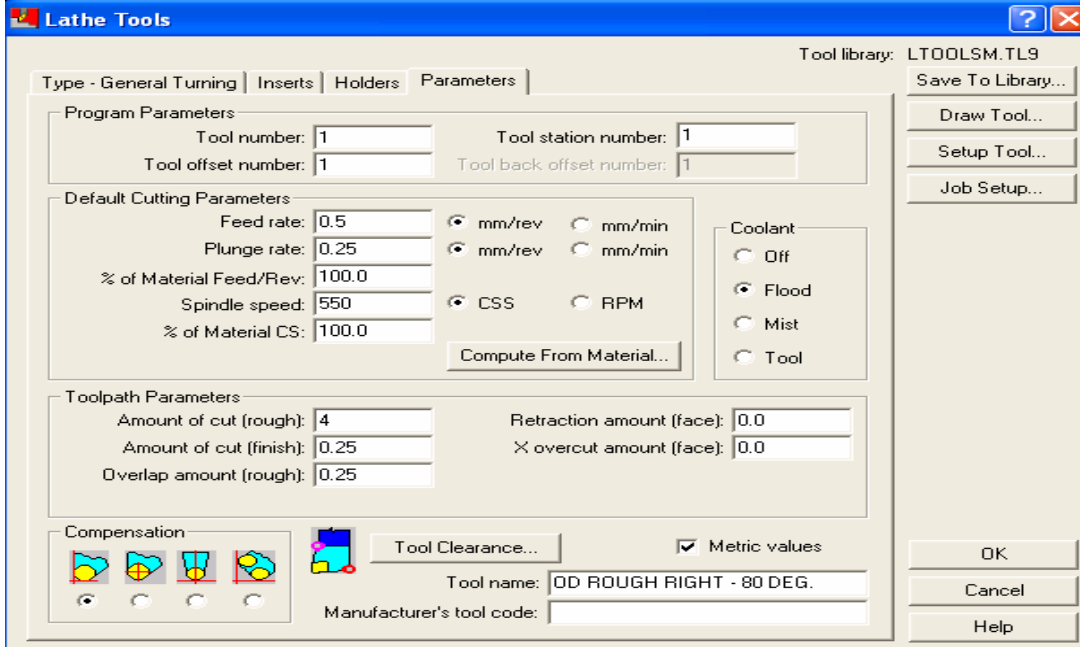 Lathe Tools
Tool library: LTOOLSM.TL9
Type - General Turning Inserts Holders Parameters
Save To Library...
Draw Tool...
Setup Tool...
Job Setup...
Program Parameters
Tool number: 1 Tool station number: 1
Tool offset number: 1 Tool back offset number: 1
Default Cutting Parameters
Feed rate: 0.5 mm/rev mm/min
Plunge rate: 0.25 mm/rev mm/min
% of Material Feed/Rev: 100.0
Spindle speed: 550 CSS RPM
% of Material CS: 100.0
Compute From Material...
Coolant
Off
Flood
Mist
Tool
Toolpath Parameters
Amount of cut (rough): 4 Retraction amount (face): 0.0
Amount of cut (finish): 0.25 X overcut amount (face): 0.0
Overlap amount (rough): 0.25
Compensation
Tool Clearance... Metric values
Tool name: OD ROUGH RIGHT - 80 DEG.
Manufacturer's tool code:
OK
Cancel
Help